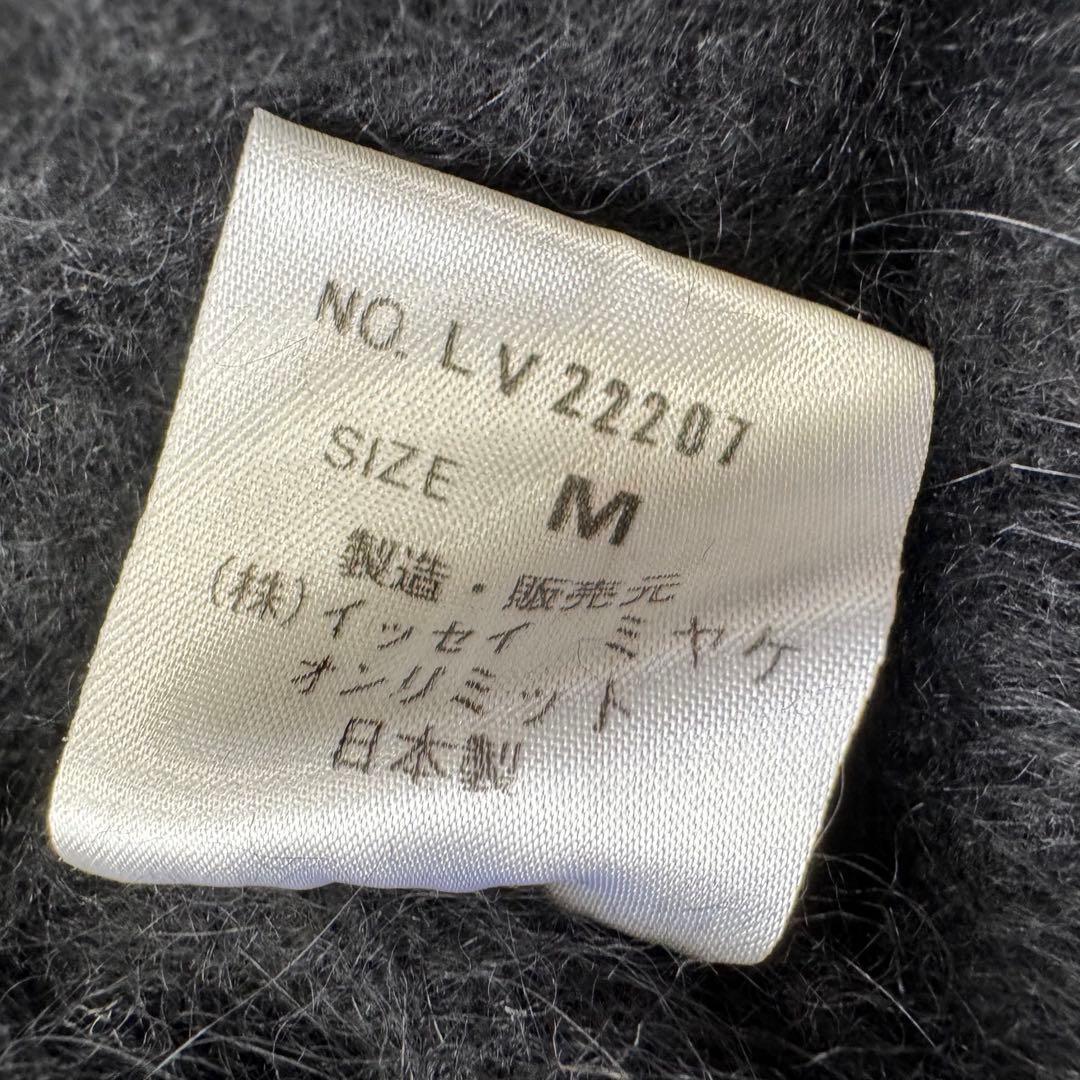 NO. LV22207
SIZE M
製造・販売元
(株)イッセイ ミヤケ
オンリミット
日本製